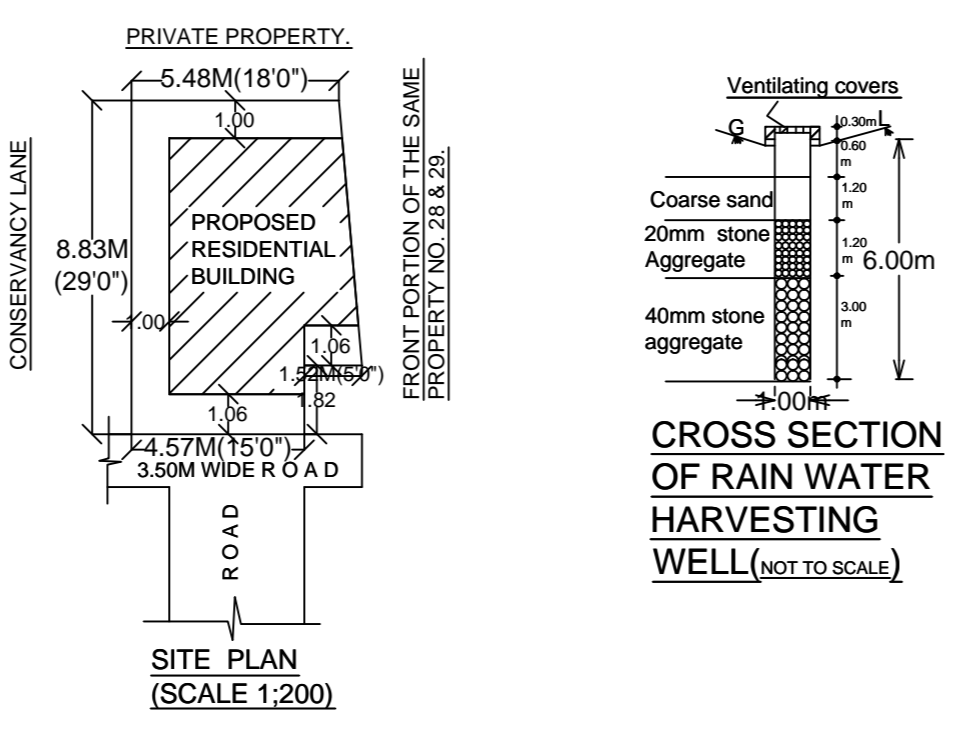 PRIVATE PROPERTY.
5.48M(18'0")
1.00
CONSERVANCY LANE
8.83M
(29'0")
PROPOSED
RESIDENTIAL
BUILDING
FRONT PORTION OF THE SAME
PROPERTY NO. 28 & 29.
.00
1.06
1.52M(5'0")
1.82
1.06
4.57M(15'0")
3.50M WIDE R O A D
R O A D
SITE PLAN
(SCALE 1;200)
Ventilating covers
G
L
0.30m
0.60
m
Coarse sand
1.20
m
20mm stone
Aggregate
1.20
m
6.00m
40mm stone
aggregate
3.00
m
1.00m
CROSS SECTION
OF RAIN WATER
HARVESTING
WELL(NOT TO SCALE)